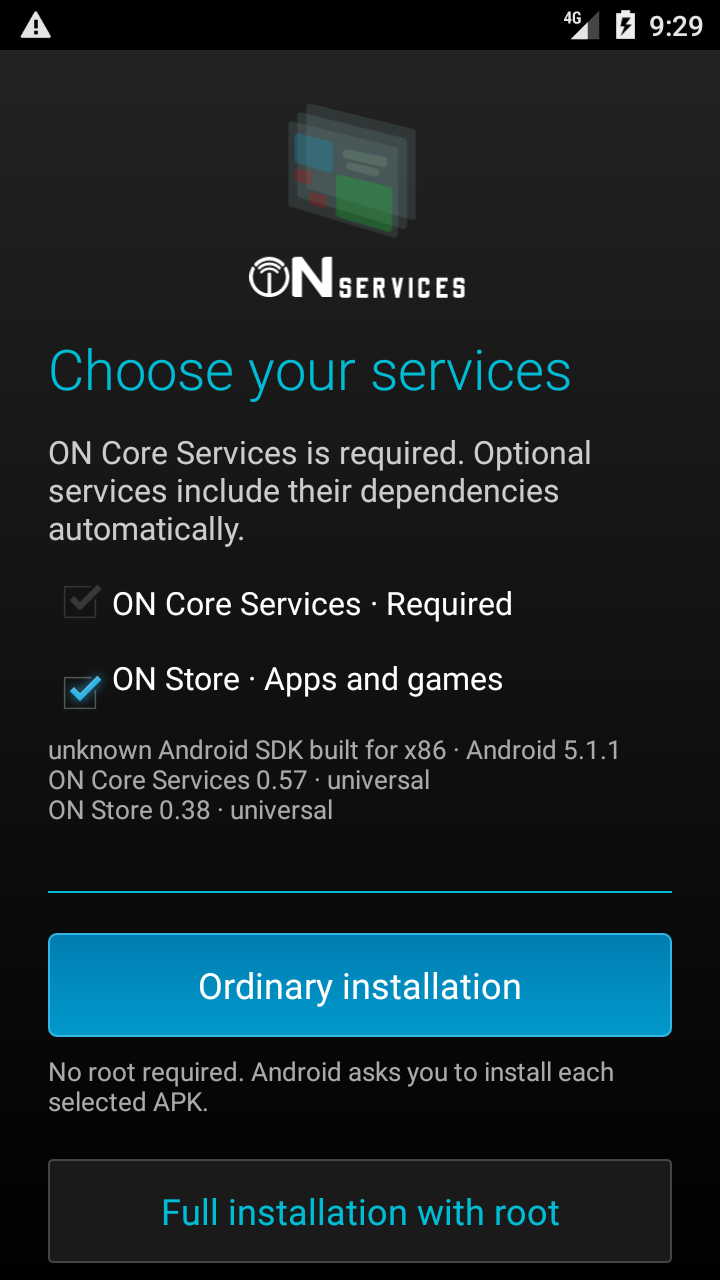 4G 9:29
ON SERVICES
Choose your services
ON Core Services is required. Optional
services include their dependencies
automatically.
ON Core Services · Required
ON Store · Apps and games
unknown Android SDK built for x86 · Android 5.1.1
ON Core Services 0.57 · universal
ON Store 0.38 · universal
Ordinary installation
No root required. Android asks you to install each
selected APK.
Full installation with root